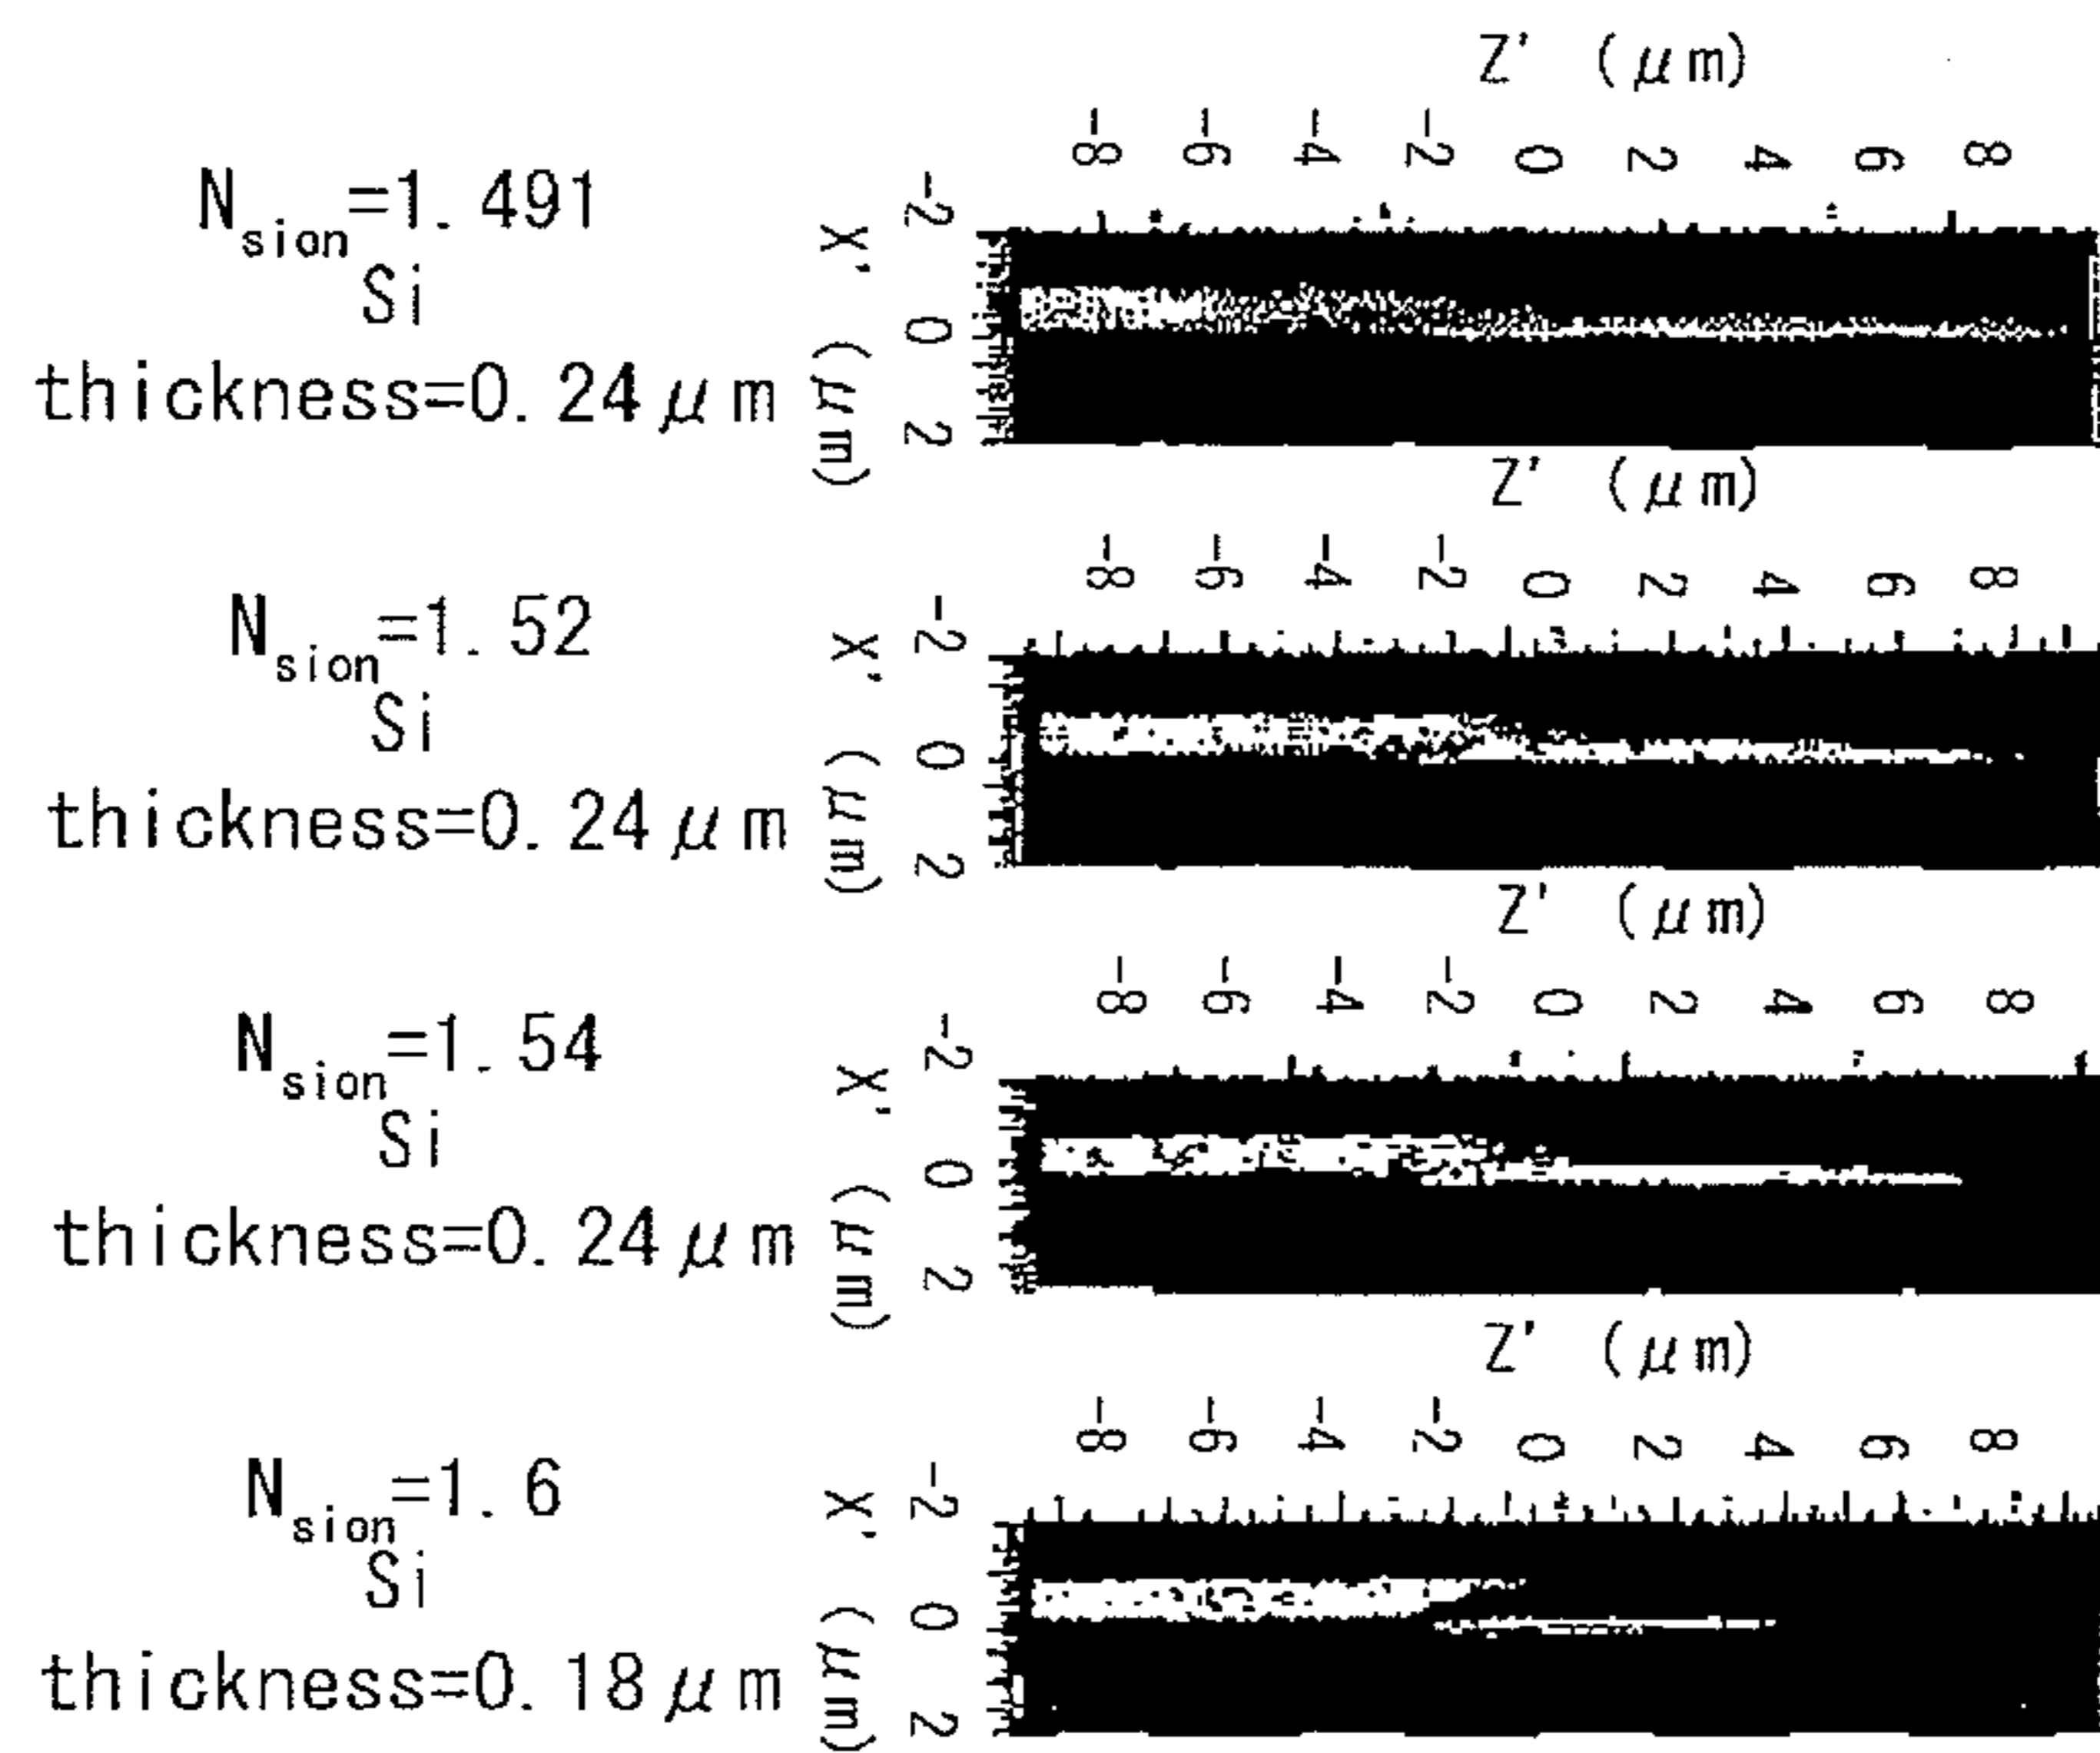 Z' (μm)
-8 -6 -4 -2 0 2 4 6 8
N_sion=1.491
Si
thickness=0.24μm
X' (μm)
-2 0 2
Z' (μm)
-8 -6 -4 -2 0 2 4 6 8
N_sion=1.52
Si
thickness=0.24μm
X' (μm)
-2 0 2
Z' (μm)
-8 -6 -4 -2 0 2 4 6 8
N_sion=1.54
Si
thickness=0.24μm
X' (μm)
-2 0 2
Z' (μm)
-8 -6 -4 -2 0 2 4 6 8
N_sion=1.6
Si
thickness=0.18μm
X' (μm)
-2 0 2